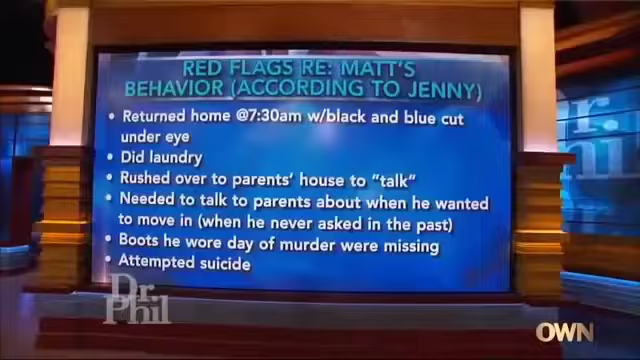 RED FLAGS RE: MATT'S
BEHAVIOR (ACCORDING TO JENNY)
• Returned home @7:30am w/black and blue cut
under eye
• Did laundry
• Rushed over to parents' house to "talk"
• Needed to talk to parents about when he wanted
to move in (when he never asked in the past)
• Boots he wore day of murder were missing
• Attempted suicide
Dr.
Phil
Dr.
Phil
OWN